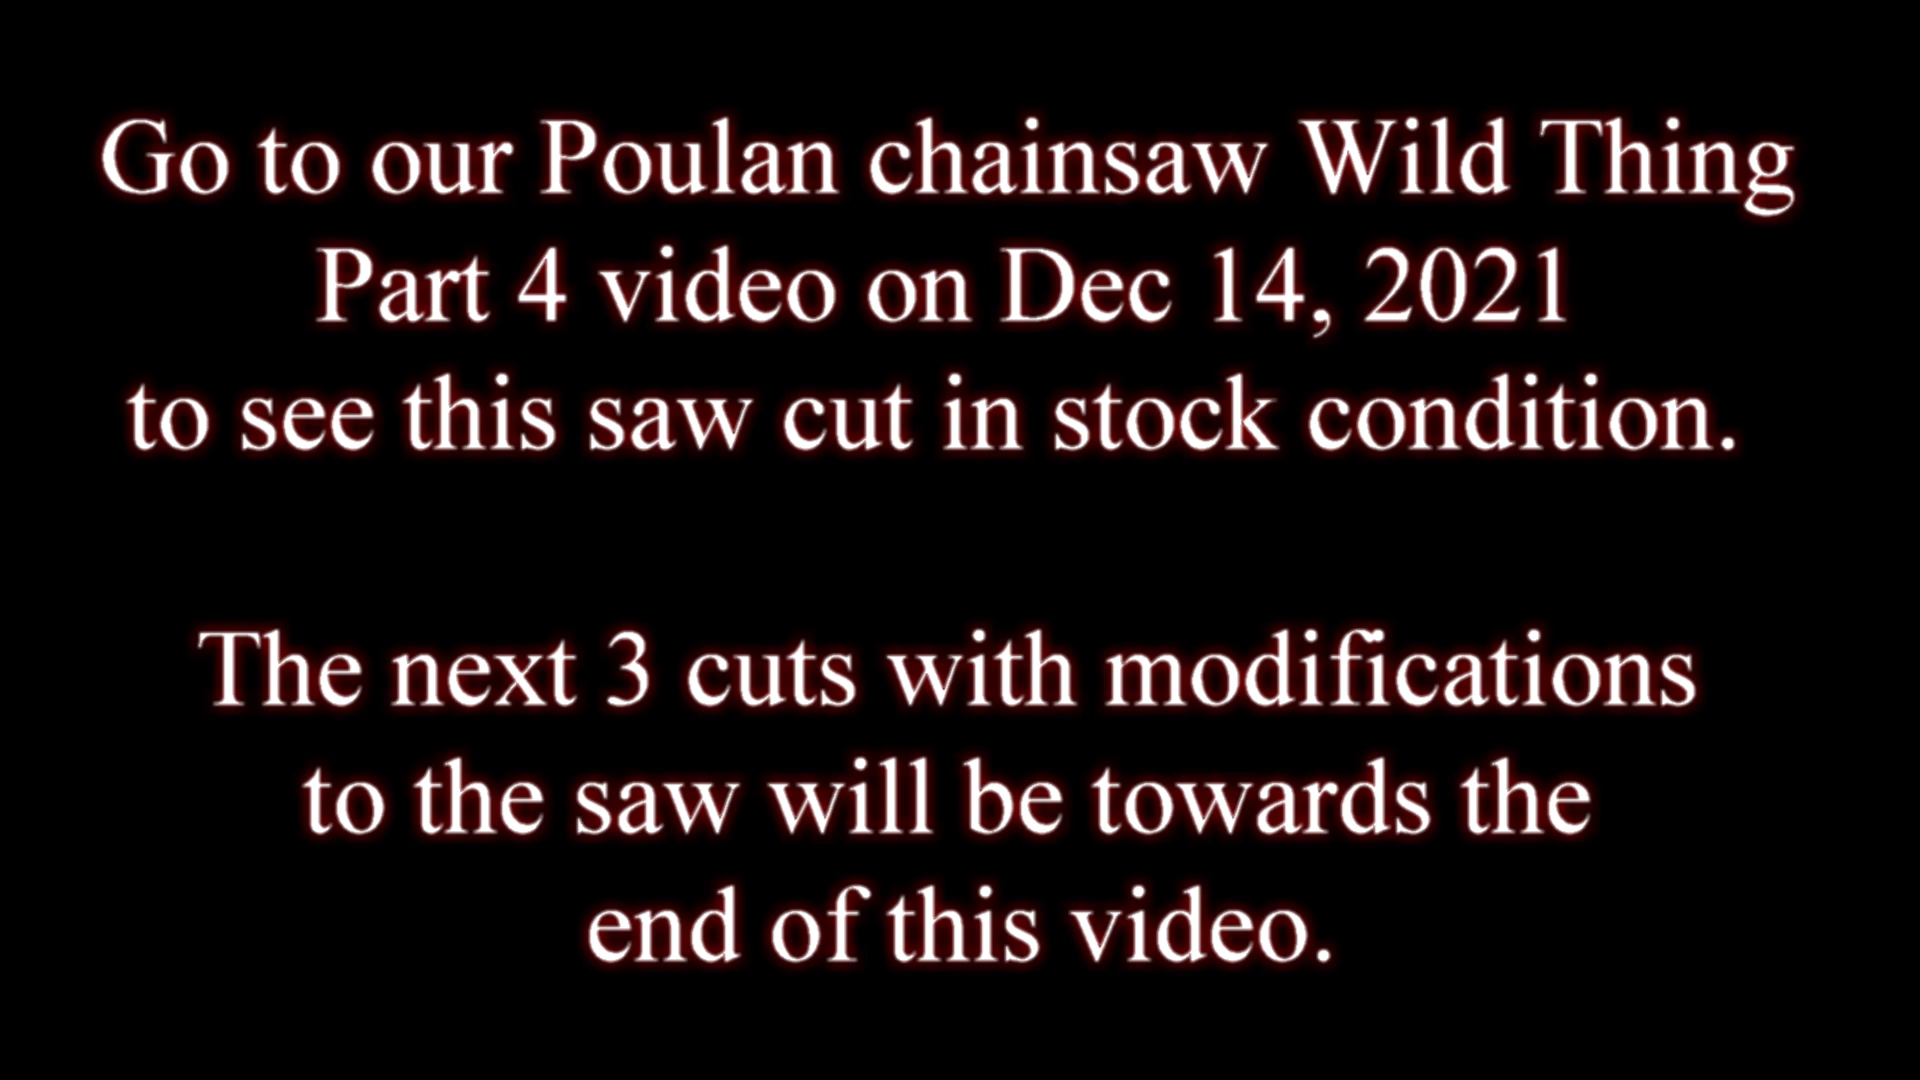 Go to our Poulan chainsaw Wild Thing
Part 4 video on Dec 14, 2021
to see this saw cut in stock condition.
The next 3 cuts with modifications
to the saw will be towards the
end of this video.